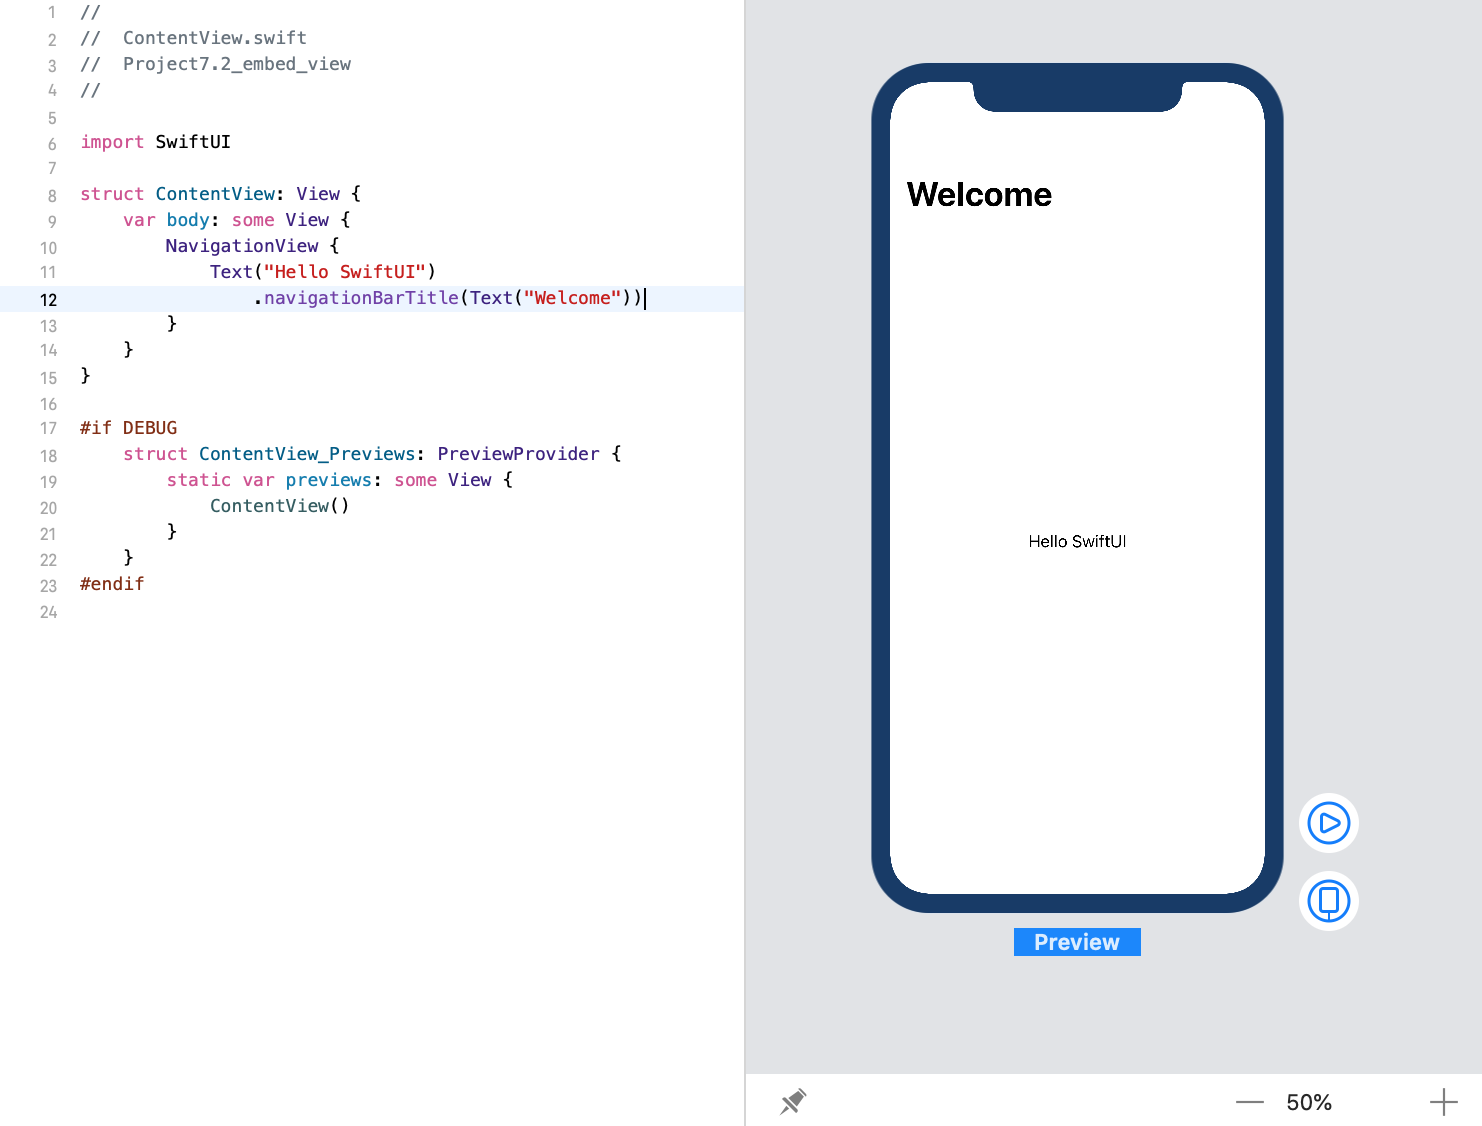 1 //
2 //  ContentView.swift
3 //  Project7.2_embed_view
4 //
5
6 import SwiftUI
7
8 struct ContentView: View {
9     var body: some View {
10         NavigationView {
11             Text("Hello SwiftUI")
12                 .navigationBarTitle(Text("Welcome"))
13         }
14     }
15 }
16
17 #if DEBUG
18     struct ContentView_Previews: PreviewProvider {
19         static var previews: some View {
20             ContentView()
21         }
22     }
23 #endif
24
Welcome
Hello SwiftUI
Preview
50%